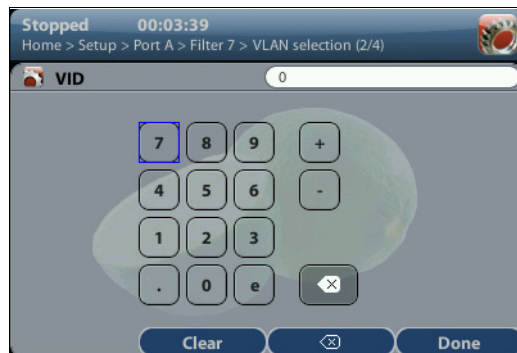 Stopped 00:03:39
Home > Setup > Port A > Filter 7 > VLAN selection (2/4)
VID 0
7 8 9 +
4 5 6 -
1 2 3
. 0 e
Clear Done